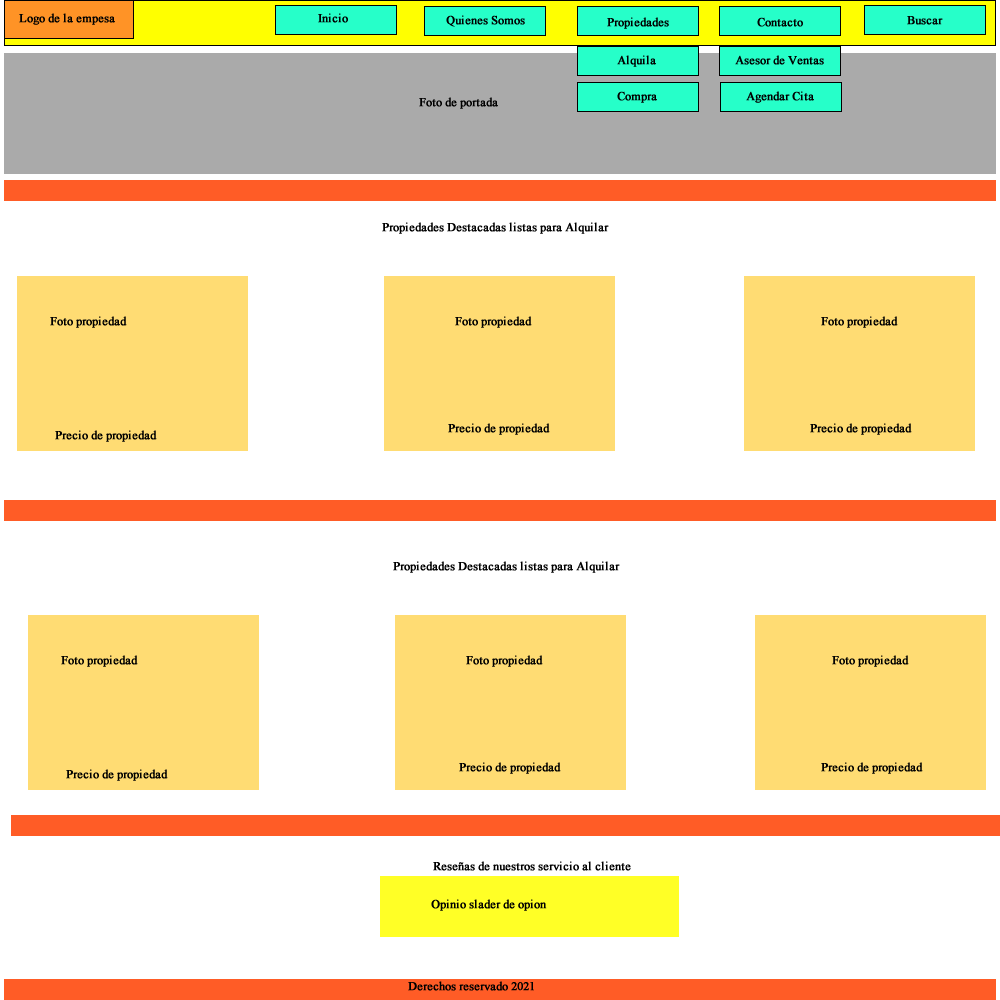 Logo de la empesa
Inicio
Quienes Somos
Propiedades
Contacto
Buscar
Alquila
Asesor de Ventas
Compra
Agendar Cita
Foto de portada
Propiedades Destacadas listas para Alquilar
Foto propiedad
Foto propiedad
Foto propiedad
Precio de propiedad
Precio de propiedad
Precio de propiedad
Propiedades Destacadas listas para Alquilar
Foto propiedad
Foto propiedad
Foto propiedad
Precio de propiedad
Precio de propiedad
Precio de propiedad
Reseñas de nuestros servicio al cliente
Opinio slader de opion
Derechos reservado 2021